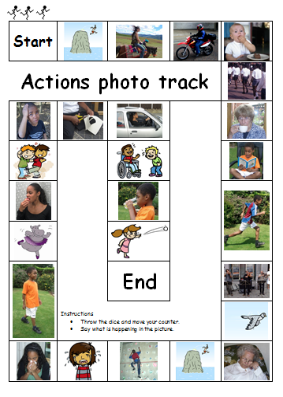 Start
Actions photo track
End
Instructions
• Throw the dice and move your counter.
• Say what is happening in the picture.